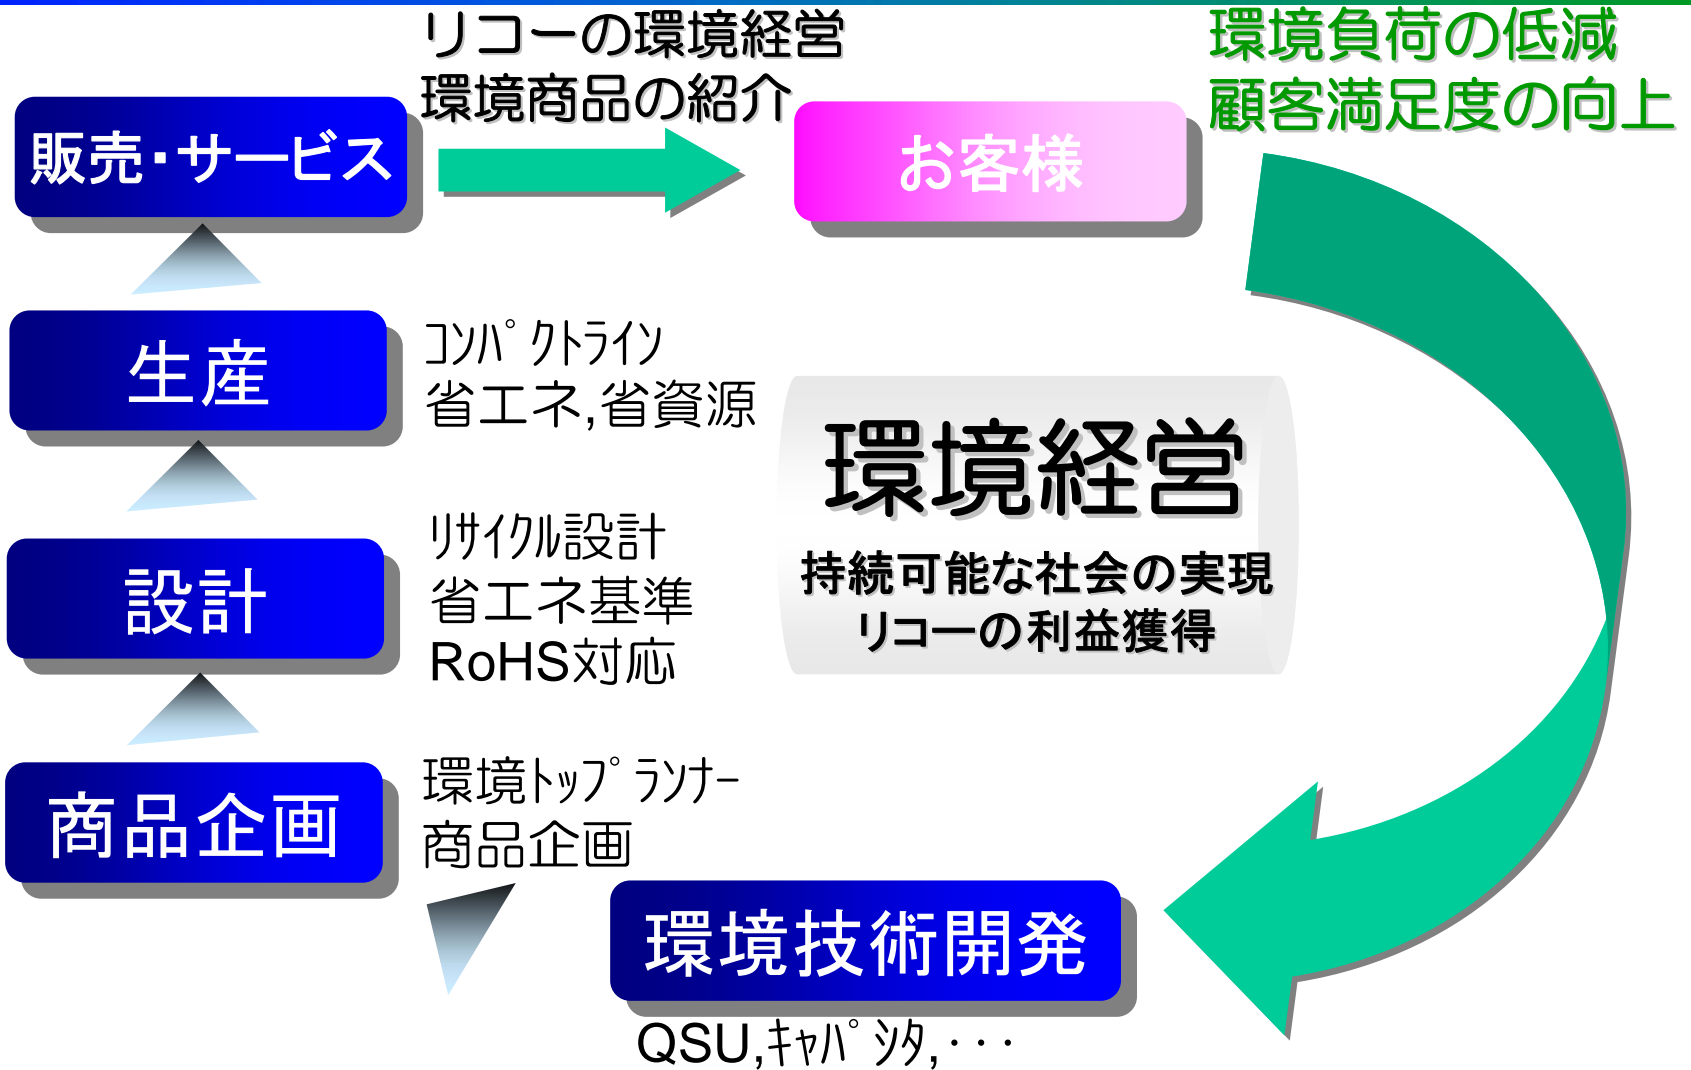 リコーの環境経営
環境商品の紹介
環境負荷の低減
顧客満足度の向上
販売・サービス
お客様
生産
ｺﾝﾊﾟｸﾄﾗｲﾝ
省エネ,省資源
環境経営
持続可能な社会の実現
リコーの利益獲得
設計
ﾘｻｲｸﾙ設計
省エネ基準
RoHS対応
商品企画
環境ﾄｯﾌﾟﾗﾝﾅｰ
商品企画
環境技術開発
QSU,ｷｬﾊﾟｼﾀ,･･･